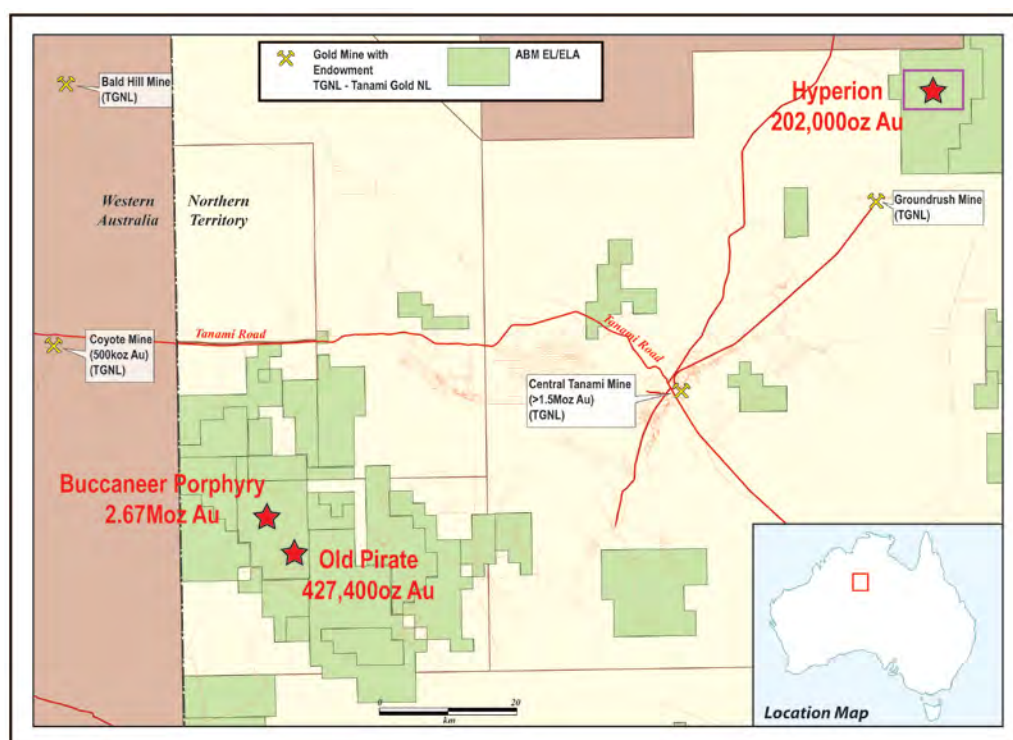 Gold Mine with
Endowment
TGNL - Tanami Gold NL
ABM EL/ELA
Bald Hill Mine
(TGNL)
Hyperion
202,000oz Au
Western
Australia
Northern
Territory
Groundrush Mine
(TGNL)
Tanami Road
Tanami Road
Coyote Mine
(500koz Au)
(TGNL)
Central Tanami Mine
(>1.5Moz Au)
(TGNL)
Buccaneer Porphyry
2.67Moz Au
Old Pirate
427,400oz Au
0
20
km
Location Map